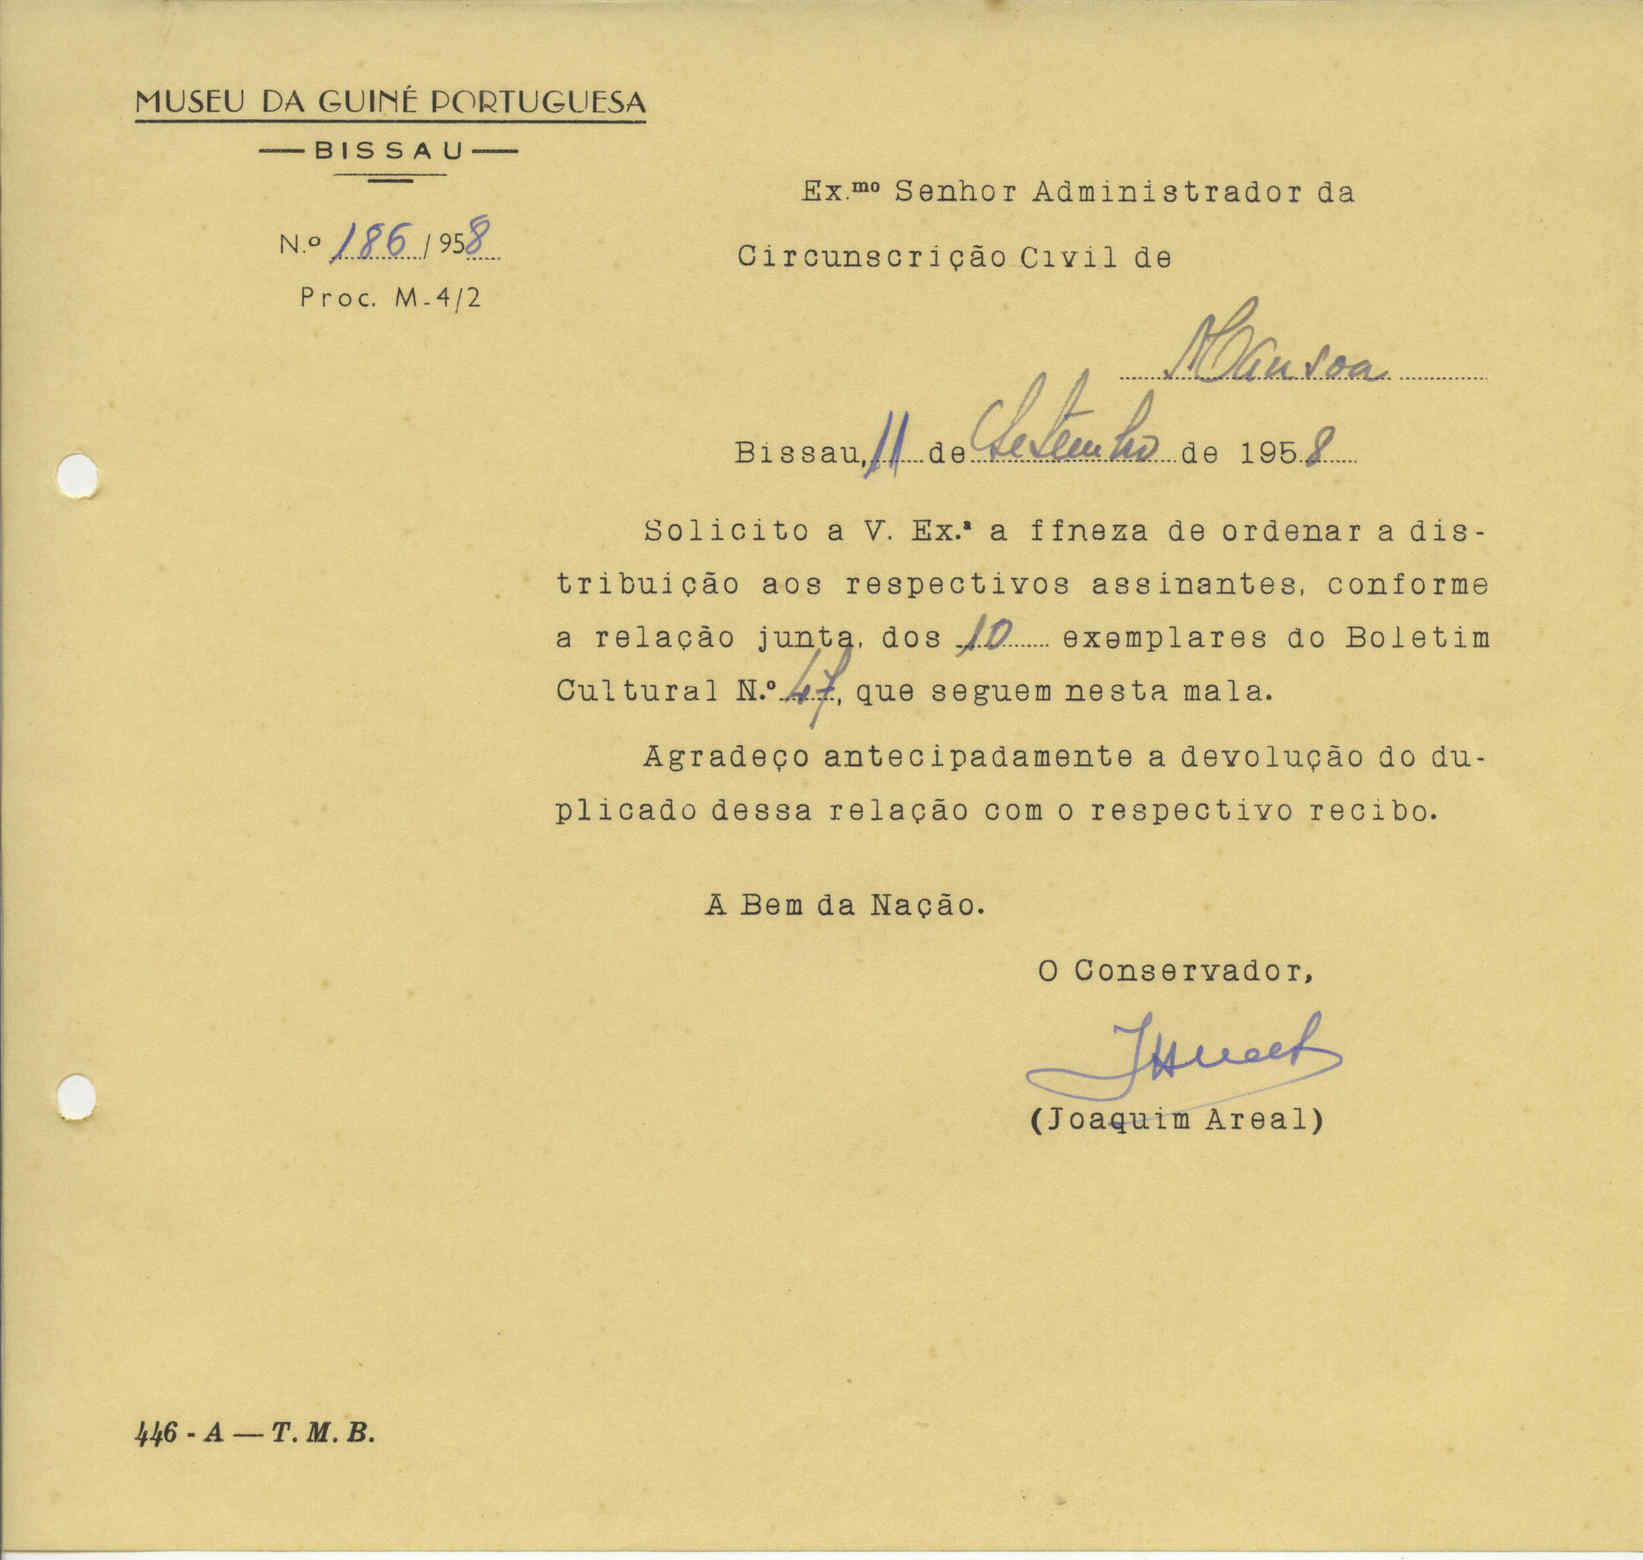 MUSEU DA GUINÉ PORTUGUESA
— BISSAU —
N.º 186 / 958
Proc. M-4/2
Ex.mo Senhor Administrador da
Circunscrição Civil de
Mansoa
Bissau, 11 de Setembro de 1958
Solicito a V. Ex.ª a ffneza de ordenar a dis-
tribuição aos respectivos assinantes, conforme
a relação junta, dos 10 exemplares do Boletim
Cultural N.º 47, que seguem nesta mala.
Agradeço antecipadamente a devolução do du-
plicado dessa relação com o respectivo recibo.
A Bem da Nação.
O Conservador,
(Joaquim Areal)
446 - A — T. M. B.